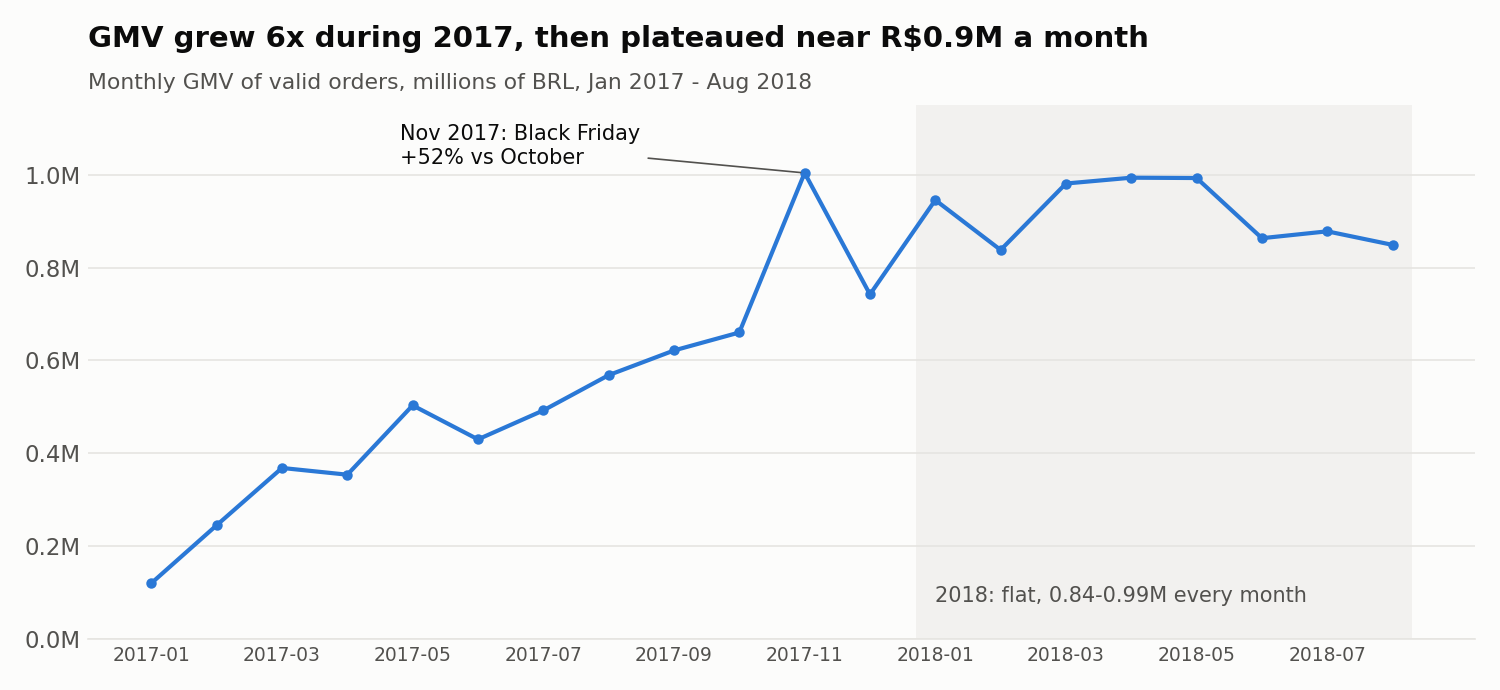 GMV grew 6x during 2017, then plateaued near R$0.9M a month
Monthly GMV of valid orders, millions of BRL, Jan 2017 - Aug 2018
Nov 2017: Black Friday
+52% vs October
1.0M
0.8M
0.6M
0.4M
0.2M
0.0M
2018: flat, 0.84-0.99M every month
2017-01
2017-03
2017-05
2017-07
2017-09
2017-11
2018-01
2018-03
2018-05
2018-07